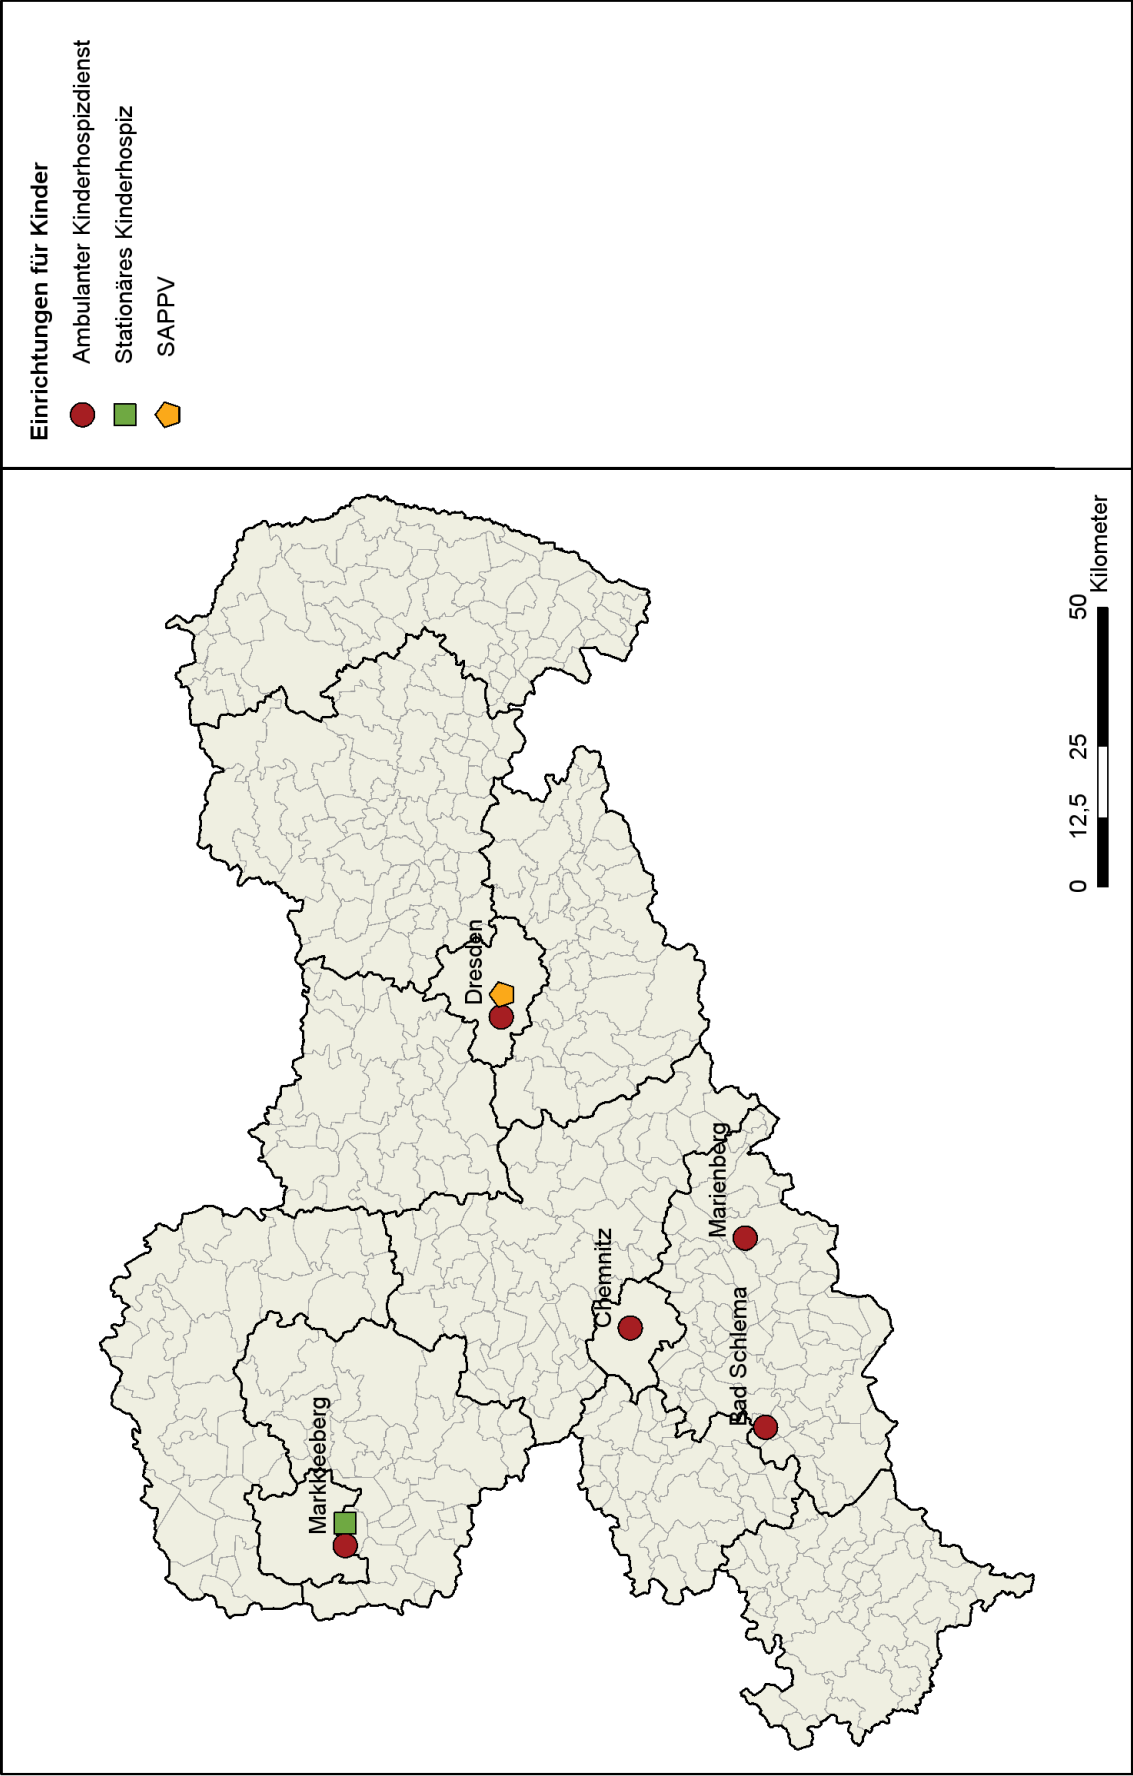 Einrichtungen für Kinder
Ambulanter Kinderhospizdienst
Stationäres Kinderhospiz
SAPPV
Markkleeberg
Dresden
Chemnitz
Marienberg
Bad Schlema
0 12,5 25 50
Kilometer